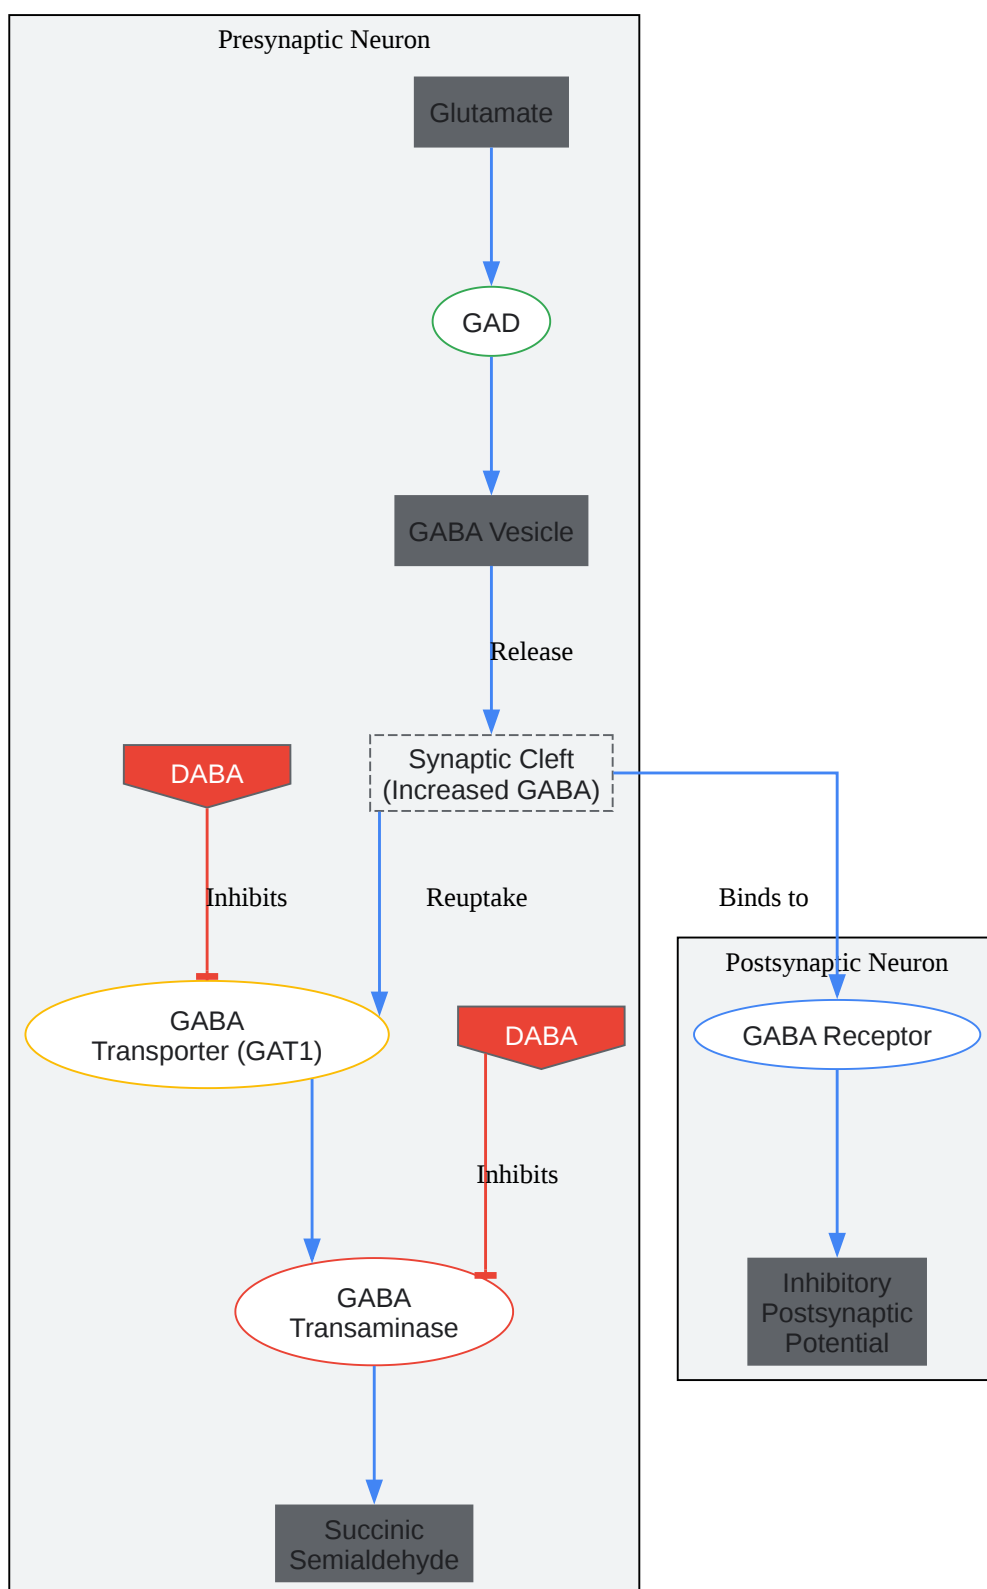 Presynaptic Neuron
Glutamate
GAD
GABA Vesicle
Release
DABA
Synaptic Cleft
(Increased GABA)
Inhibits
Reuptake
Binds to
Postsynaptic Neuron
GABA
Transporter (GAT1)
DABA
GABA Receptor
Inhibits
GABA
Transaminase
Inhibitory
Postsynaptic
Potential
Succinic
Semialdehyde